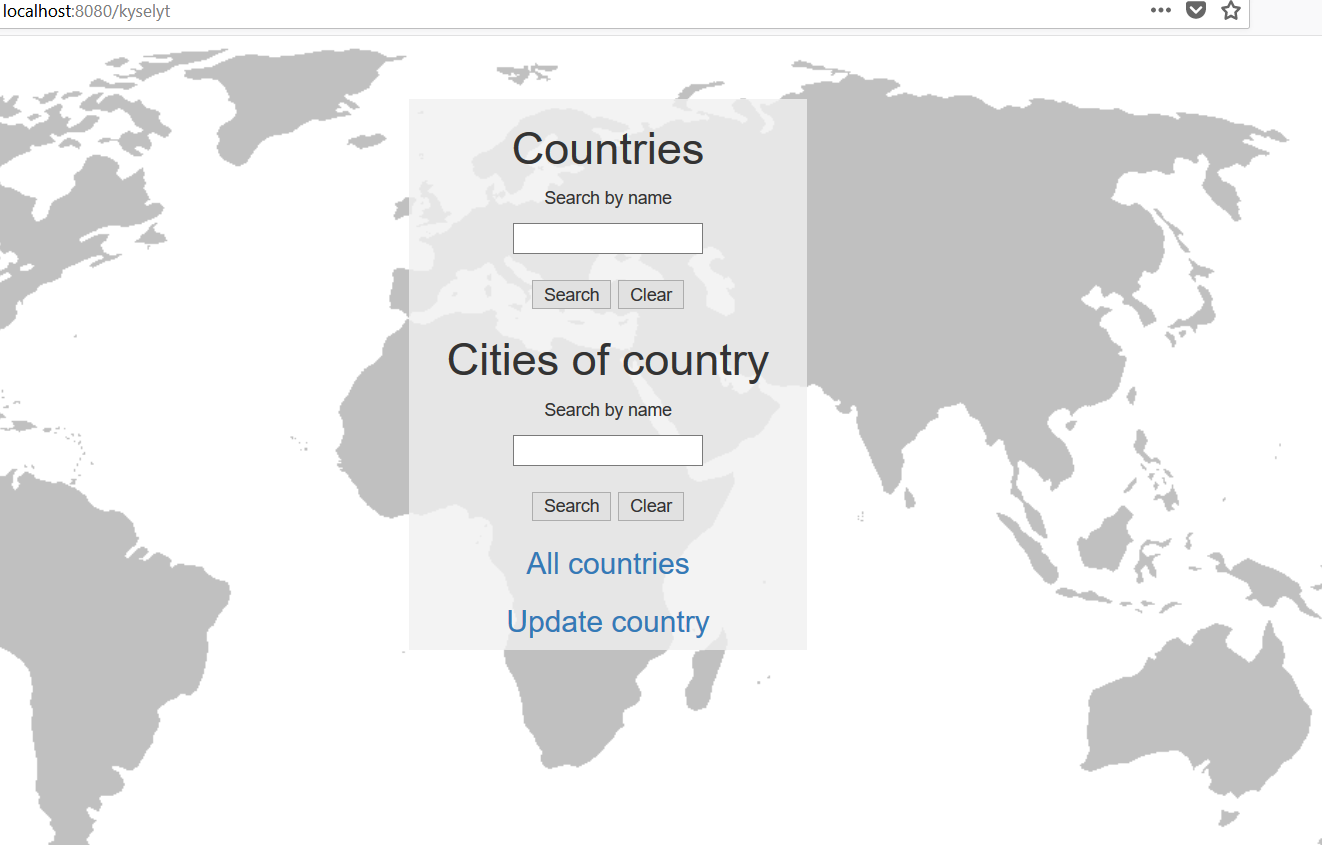 localhost:8080/kyselyt
Countries
Search by name
Search Clear
Cities of country
Search by name
Search Clear
All countries
Update country